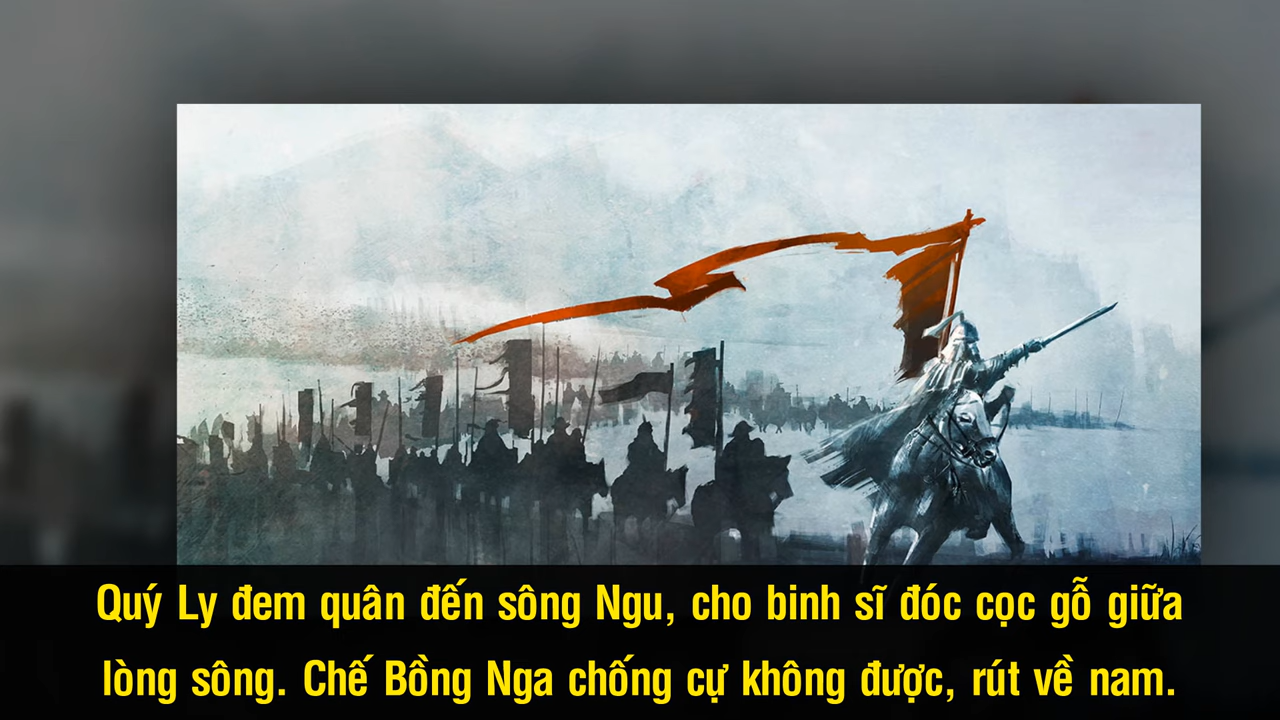 Quý Ly đem quân đến sông Ngu, cho binh sĩ đóc cọc gỗ giữa
lòng sông. Chế Bồng Nga chống cự không được, rút về nam.